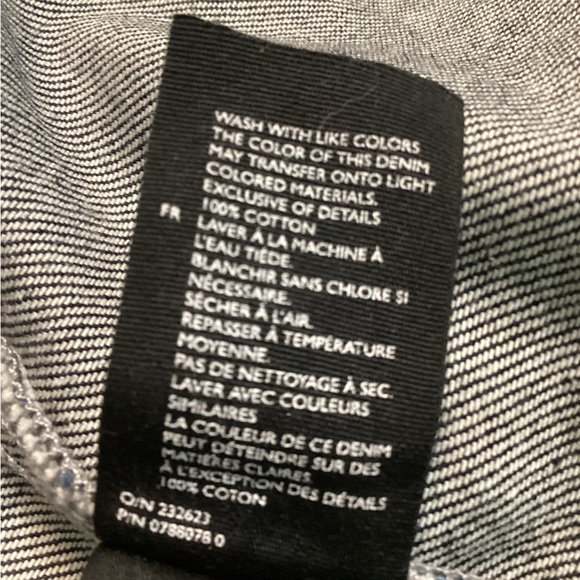 WASH WITH LIKE COLORS
THE COLOR OF THIS DENIM
MAY TRANSFER ONTO LIGHT
COLORED MATERIALS.
EXCLUSIVE OF DETAILS
100% COTTON
FR LAVER À LA MACHINE À
L'EAU TIÈDE
BLANCHIR SANS CHLORE SI
NÉCESSAIRE.
SÉCHER À L'AIR.
REPASSER À TEMPÉRATURE
MOYENNE.
PAS DE NETTOYAGE À SEC.
LAVER AVEC COULEURS
SIMILAIRES
LA COULEUR DE CE DENIM
PEUT DÉTEINDRE SUR DES
MATIÈRES CLAIRES.
À L'EXCEPTION DES DÉTAILS
100% COTON
O/N 232623
P/N 0788078 0